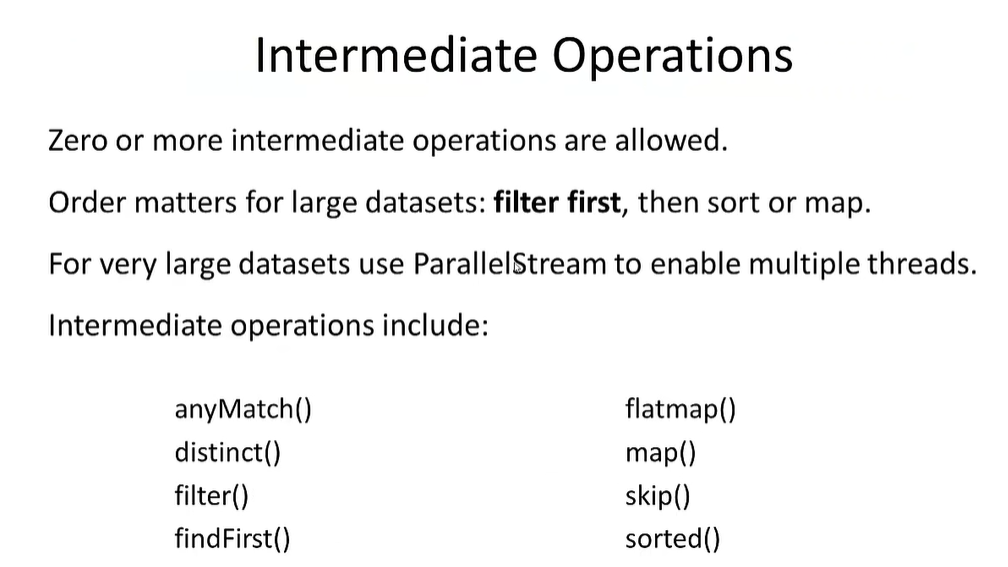 Intermediate Operations
Zero or more intermediate operations are allowed.
Order matters for large datasets: filter first, then sort or map.
For very large datasets use ParallelStream to enable multiple threads.
Intermediate operations include:
anyMatch()
distinct()
filter()
findFirst()
flatmap()
map()
skip()
sorted()